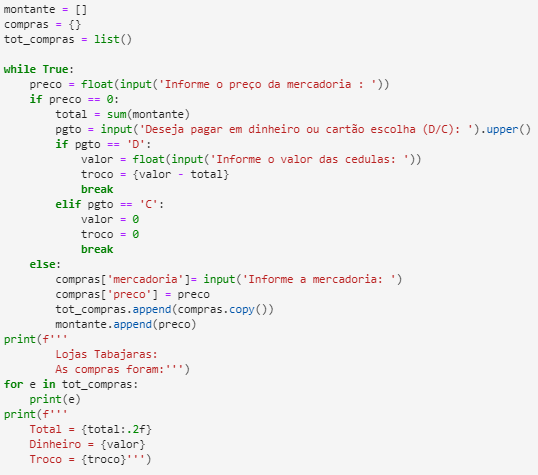 montante = []
compras = {}
tot_compras = list()

while True:
    preco = float(input('Informe o preço da mercadoria : '))
    if preco == 0:
        total = sum(montante)
        pgto = input('Deseja pagar em dinheiro ou cartão escolha (D/C): ').upper()
        if pgto == 'D':
            valor = float(input('Informe o valor das cedulas: '))
            troco = {valor - total}
            break
        elif pgto == 'C':
            valor = 0
            troco = 0
            break
    else:
        compras['mercadoria']= input('Informe a mercadoria: ')
        compras['preco'] = preco
        tot_compras.append(compras.copy())
        montante.append(preco)
print(f'''
        Lojas Tabajaras:
        As compras foram:''')
for e in tot_compras:
    print(e)
print(f'''
    Total = {total:.2f}
    Dinheiro = {valor}
    Troco = {troco}''')